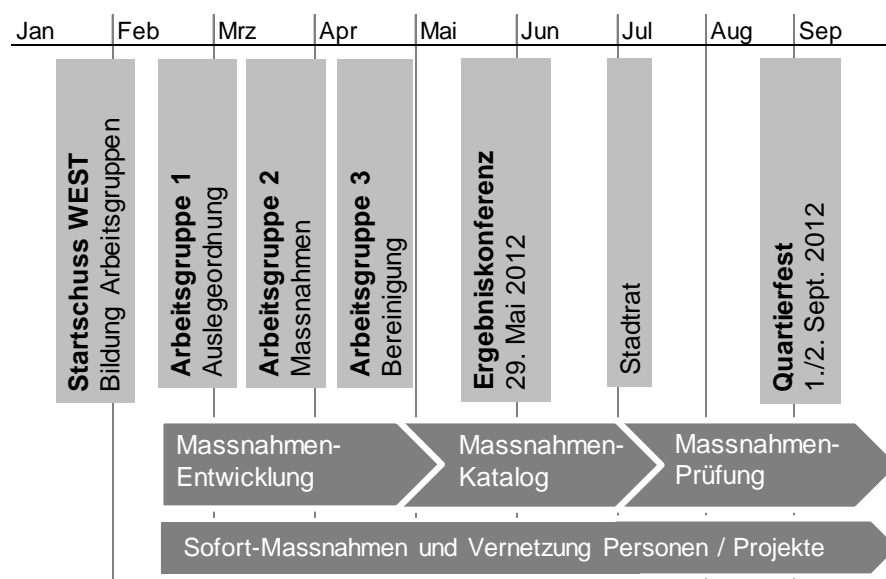 Jan Feb Mrz Apr Mai Jun Jul Aug Sep
Startschuss WEST
Bildung Arbeitsgruppen
Arbeitsgruppe 1
Auslegeordnung
Arbeitsgruppe 2
Massnahmen
Arbeitsgruppe 3
Bereinigung
Ergebniskonferenz
29. Mai 2012
Stadtrat
Quartierfest
1./2. Sept. 2012
Massnahmen-
Entwicklung
Massnahmen-
Katalog
Massnahmen-
Prüfung
Sofort-Massnahmen und Vernetzung Personen / Projekte